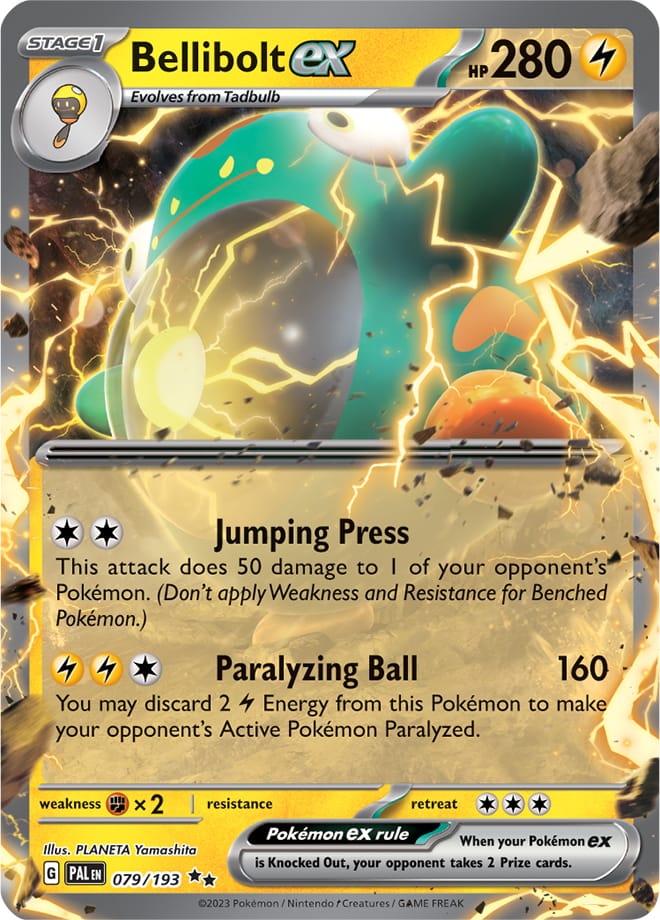 STAGE 1
Bellibolt ex
HP 280
Evolves from Tadbulb
Jumping Press
This attack does 50 damage to 1 of your opponent's
Pokémon. (Don't apply Weakness and Resistance for Benched
Pokémon.)
Paralyzing Ball 160
You may discard 2 Energy from this Pokémon to make
your opponent's Active Pokémon Paralyzed.
weakness ×2 resistance retreat
Illus. PLANETA Yamashita
Pokémon ex rule
When your Pokémon ex
is Knocked Out, your opponent takes 2 Prize cards.
G PAL EN 079/193
©2023 Pokémon / Nintendo / Creatures / GAME FREAK